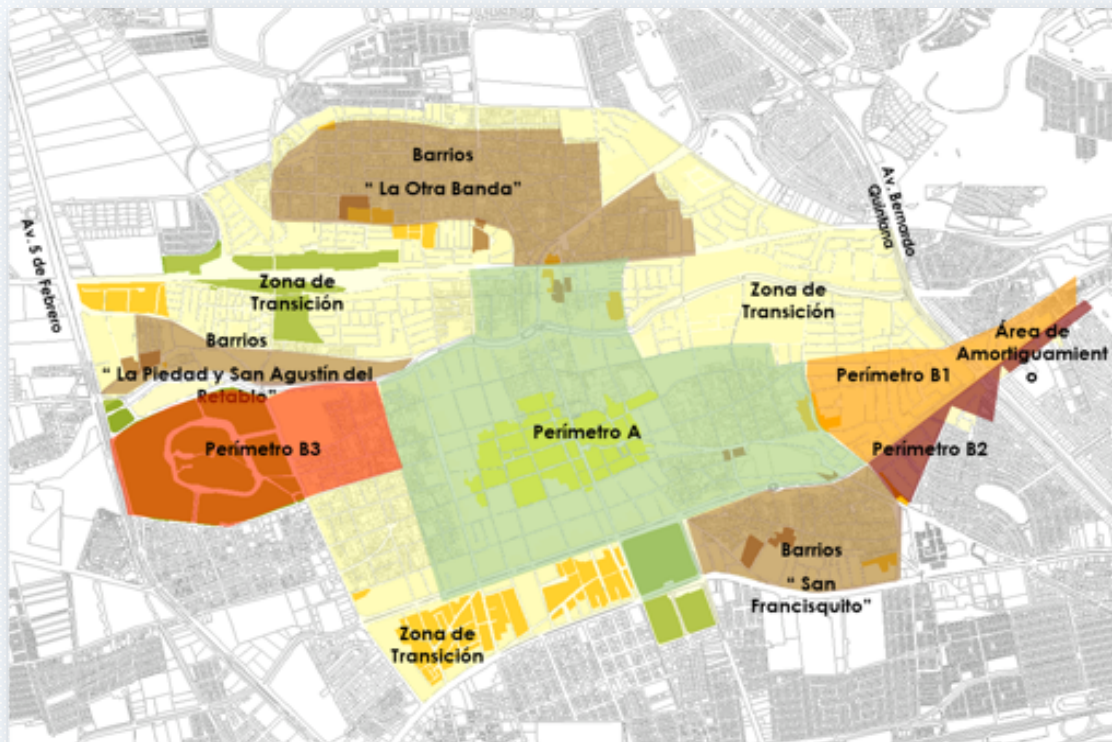 Barrios
“ La Otra Banda”
Av. Bernardo
Quintana
Av. 5 de Febrero
Zona de
Transición
Zona de
Transición
Barrios
“ La Piedad y San Agustín del
Retablo”
Área de
Amortiguamient
o
Perímetro B1
Perímetro A
Perímetro B3
Perímetro B2
Barrios
“ San
Francisquito”
Zona de
Transición